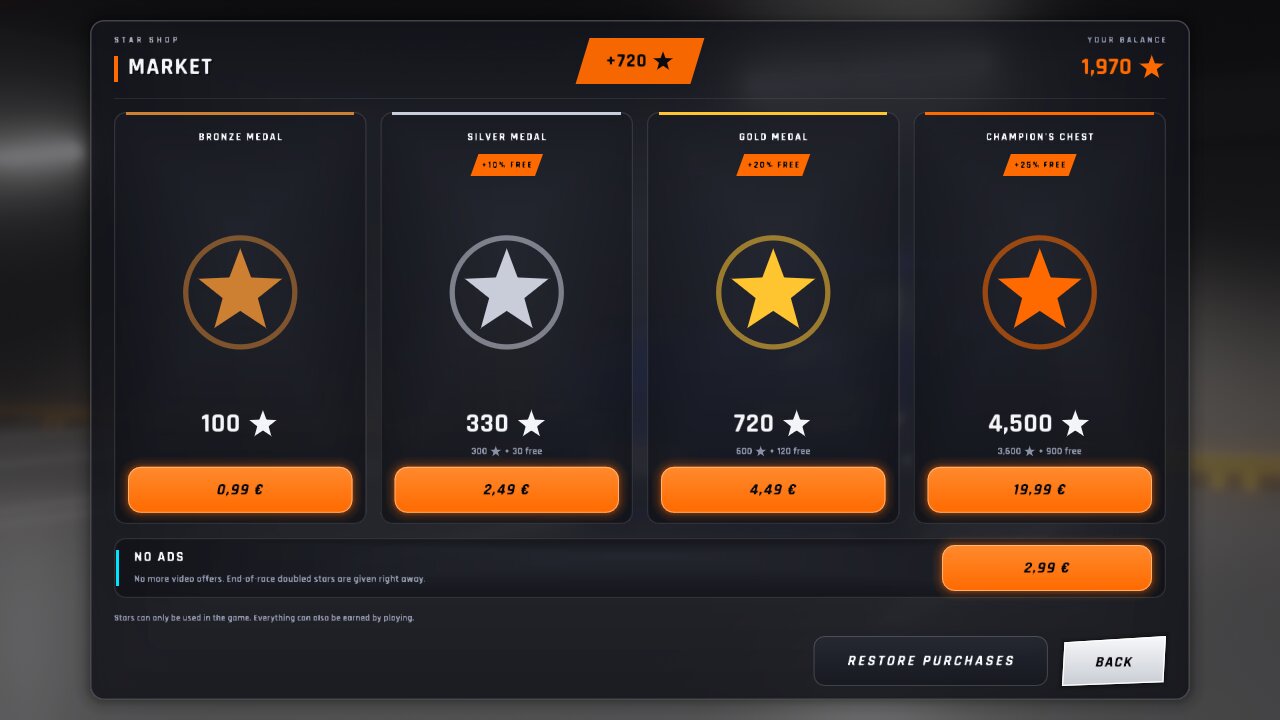 STAR SHOP
MARKET
+720
YOUR BALANCE
1,970
BRONZE MEDAL
100
0,99 €
SILVER MEDAL
+10% FREE
330
300 ★ + 30 free
2,49 €
GOLD MEDAL
+20% FREE
720
600 ★ + 120 free
4,49 €
CHAMPION'S CHEST
+25% FREE
4,500
3,600 ★ + 900 free
19,99 €
NO ADS
No more video offers. End-of-race doubled stars are given right away.
2,99 €
Stars can only be used in the game. Everything can also be earned by playing.
RESTORE PURCHASES
BACK